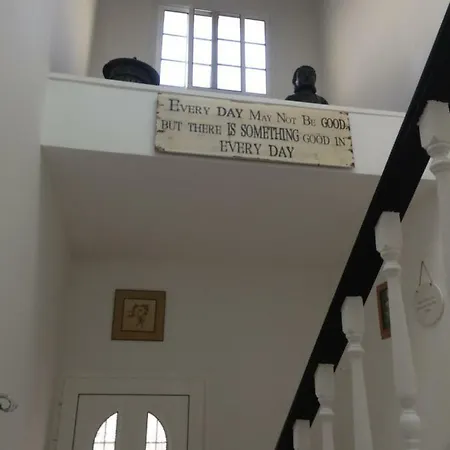 EVERY DAY MAY NOT BE GOOD,
BUT THERE IS SOMETHING GOOD IN
EVERY DAY